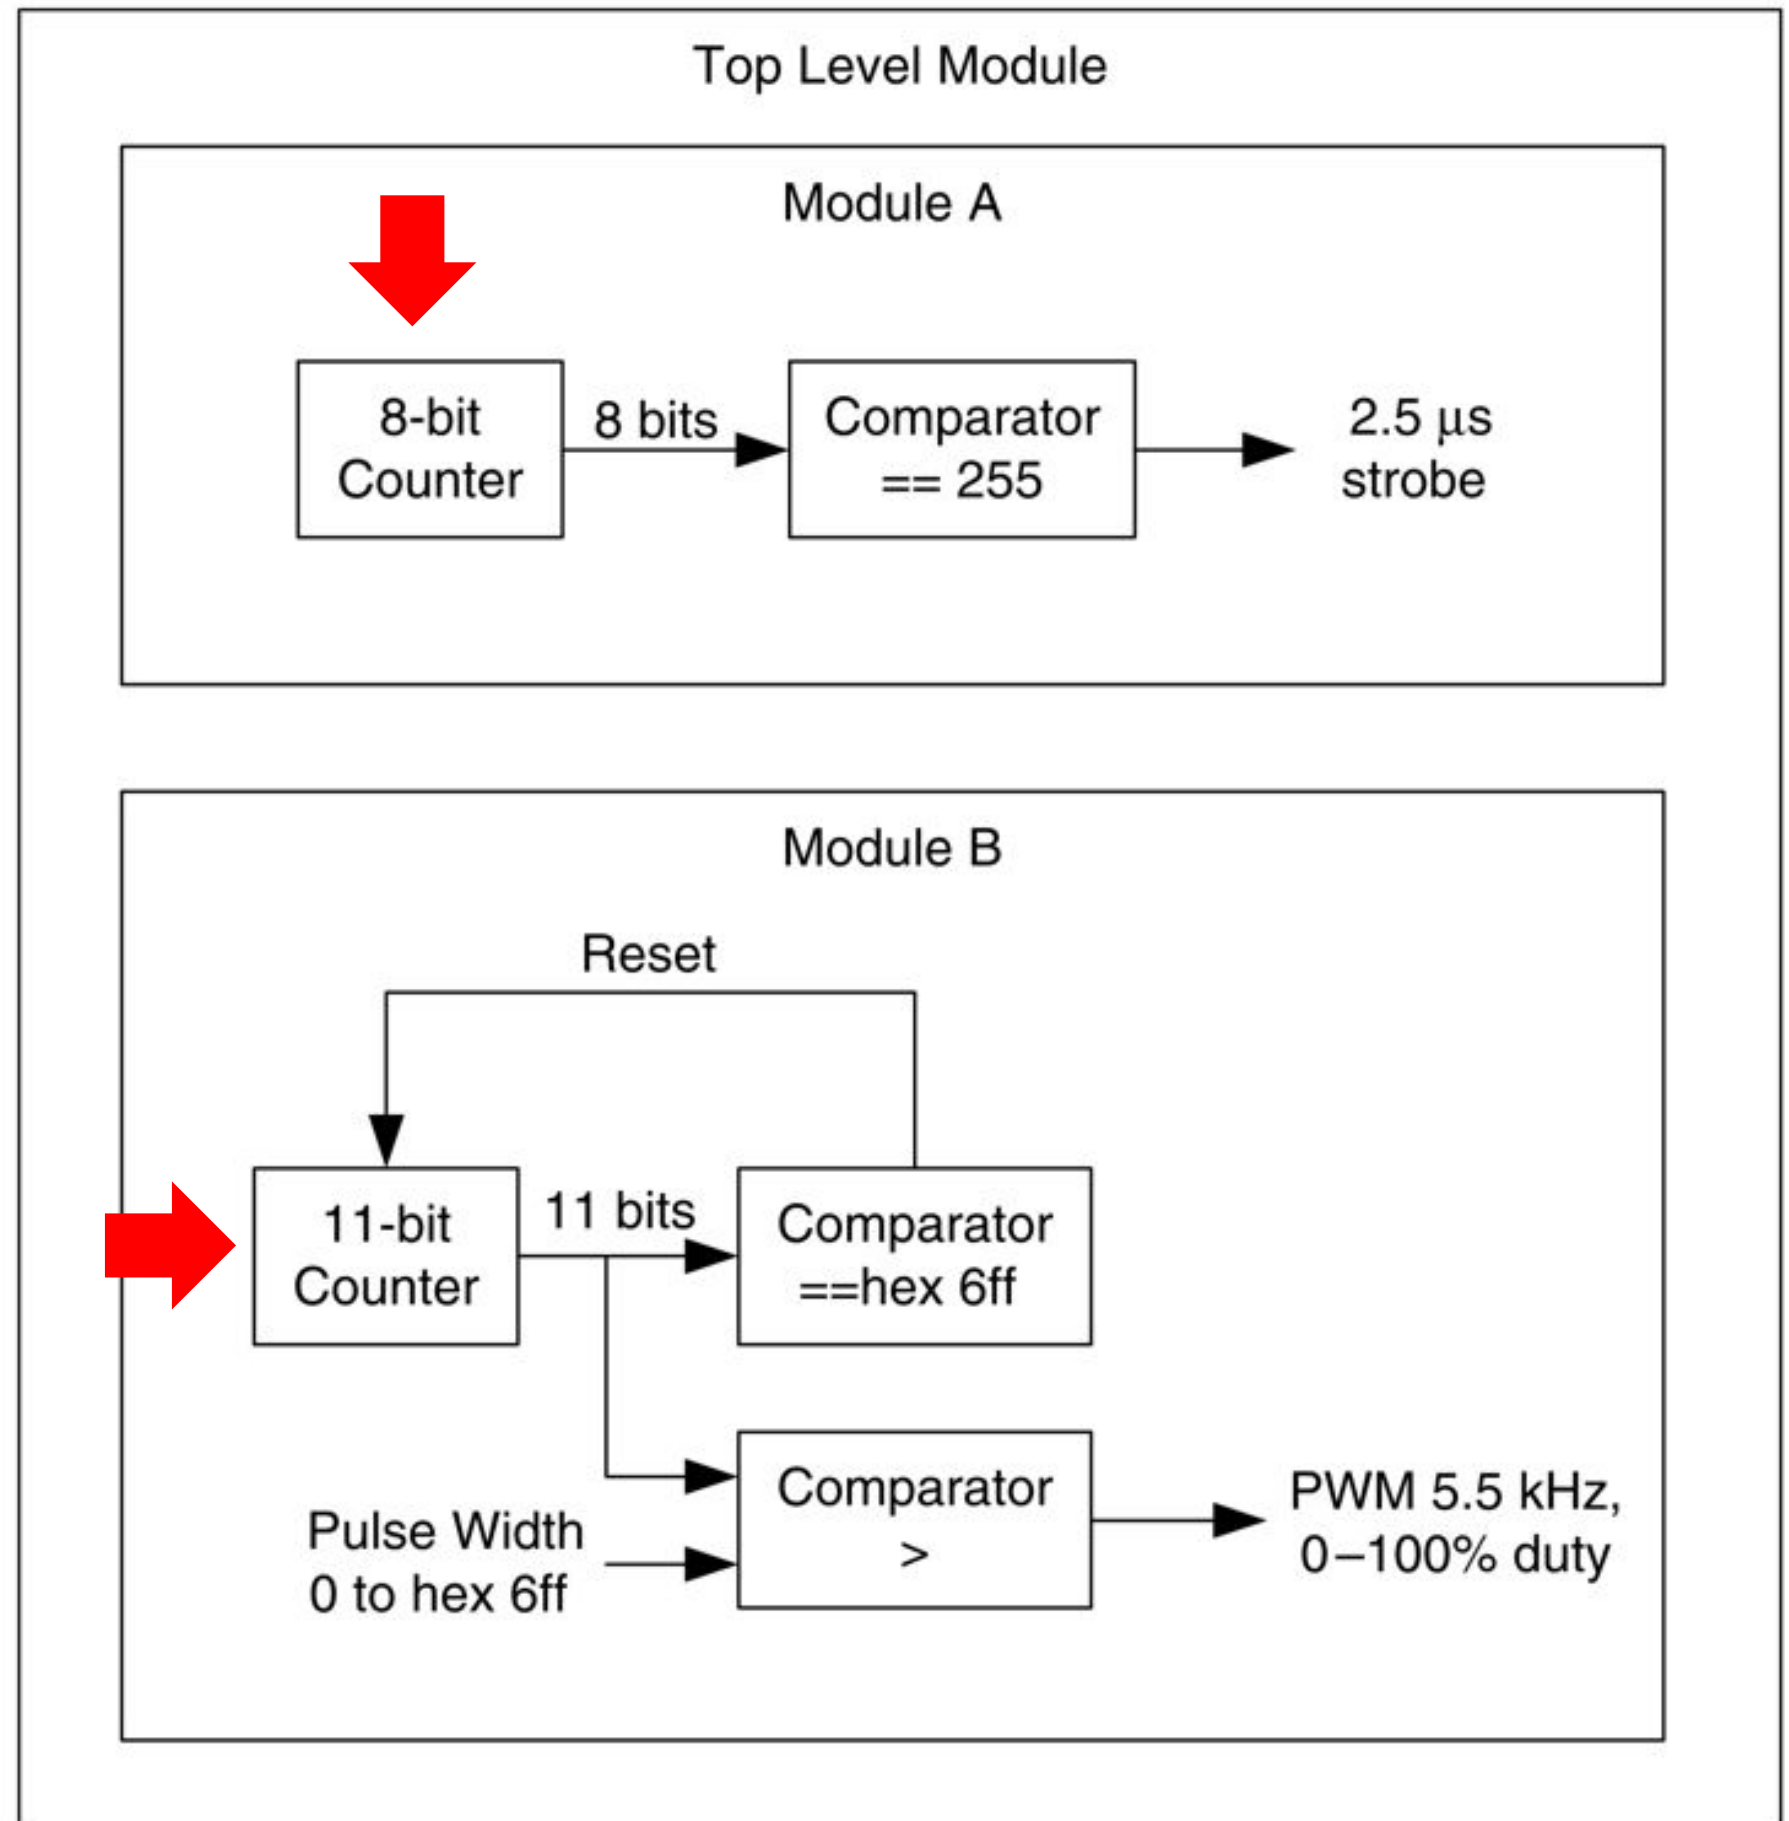 Top Level Module
Module A
8-bit
Counter
8 bits
Comparator
== 255
2.5 μs
strobe
Module B
Reset
11-bit
Counter
11 bits
Comparator
==hex 6ff
Pulse Width
0 to hex 6ff
Comparator
>
PWM 5.5 kHz,
0–100% duty